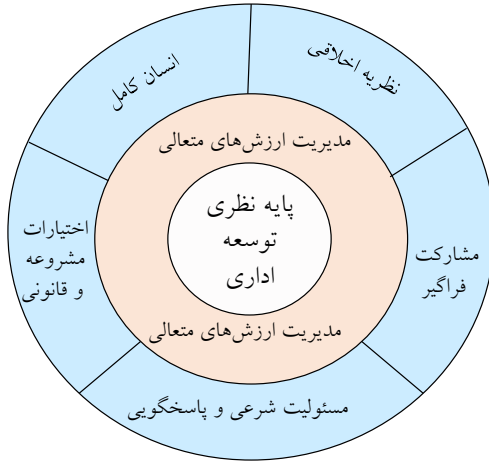 نظریه اخلاقی
انسان کامل
مدیریت ارزش‌های متعالی
پایه نظری
توسعه
اداری
اختیارات
مشروعه
و قانونی
مشارکت
فراگیر
مدیریت ارزش‌های متعالی
مسئولیت شرعی و پاسخگویی